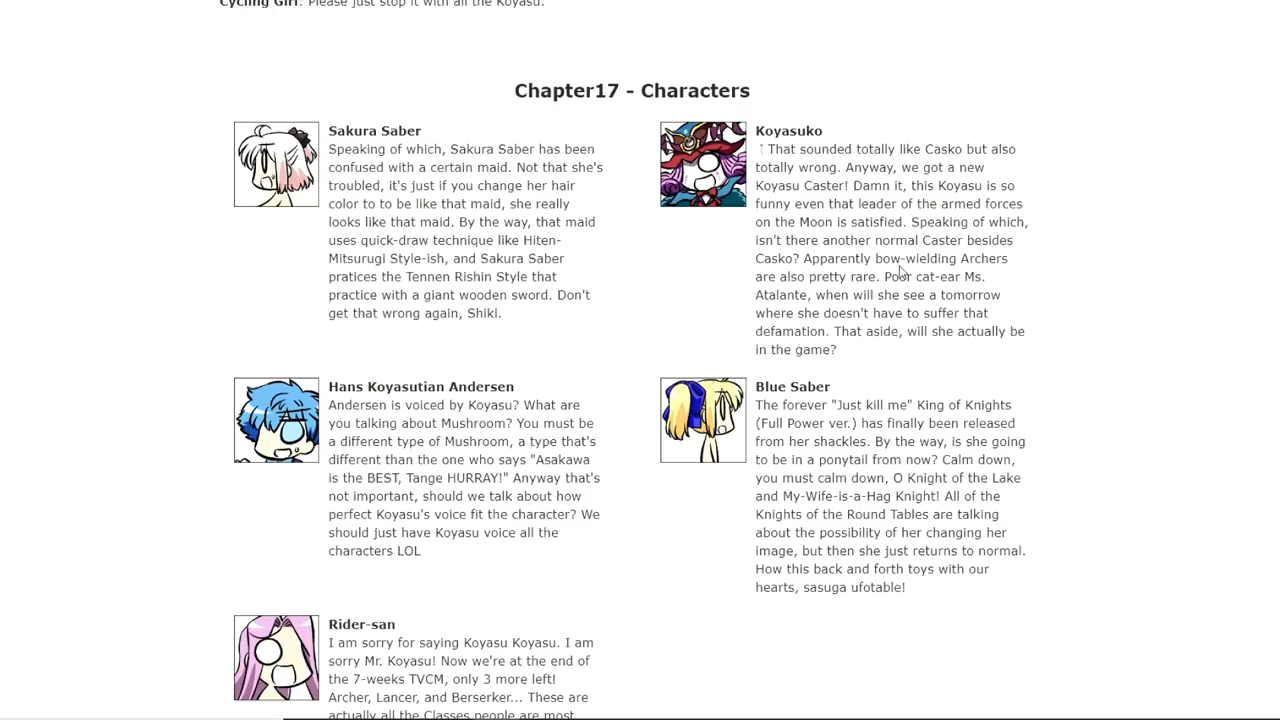 Cycling Girl: Please just stop it with all the Koyasu.
Chapter17 - Characters
Sakura Saber
Speaking of which, Sakura Saber has been
confused with a certain maid. Not that she's
troubled, it's just if you change her hair
color to to be like that maid, she really
looks like that maid. By the way, that maid
uses quick-draw technique like Hiten-
Mitsurugi Style-ish, and Sakura Saber
pratices the Tennen Rishin Style that
practice with a giant wooden sword. Don't
get that wrong again, Shiki.
Koyasuko
↑That sounded totally like Casko but also
totally wrong. Anyway, we got a new
Koyasu Caster! Damn it, this Koyasu is so
funny even that leader of the armed forces
on the Moon is satisfied. Speaking of which,
isn't there another normal Caster besides
Casko? Apparently bow-wielding Archers
are also pretty rare. Poor cat-ear Ms.
Atalante, when will she see a tomorrow
where she doesn't have to suffer that
defamation. That aside, will she actually be
in the game?
Hans Koyasutian Andersen
Andersen is voiced by Koyasu? What are
you talking about Mushroom? You must be
a different type of Mushroom, a type that's
different than the one who says "Asakawa
is the BEST, Tange HURRAY!" Anyway that's
not important, should we talk about how
perfect Koyasu's voice fit the character? We
should just have Koyasu voice all the
characters LOL
Blue Saber
The forever "Just kill me" King of Knights
(Full Power ver.) has finally been released
from her shackles. By the way, is she going
to be in a ponytail from now? Calm down,
you must calm down, O Knight of the Lake
and My-Wife-is-a-Hag Knight! All of the
Knights of the Round Tables are talking
about the possibility of her changing her
image, but then she just returns to normal.
How this back and forth toys with our
hearts, sasuga ufotable!
Rider-san
I am sorry for saying Koyasu Koyasu. I am
sorry Mr. Koyasu! Now we're at the end of
the 7-weeks TVCM, only 3 more left!
Archer, Lancer, and Berserker... These are
actually all the Classes people are most